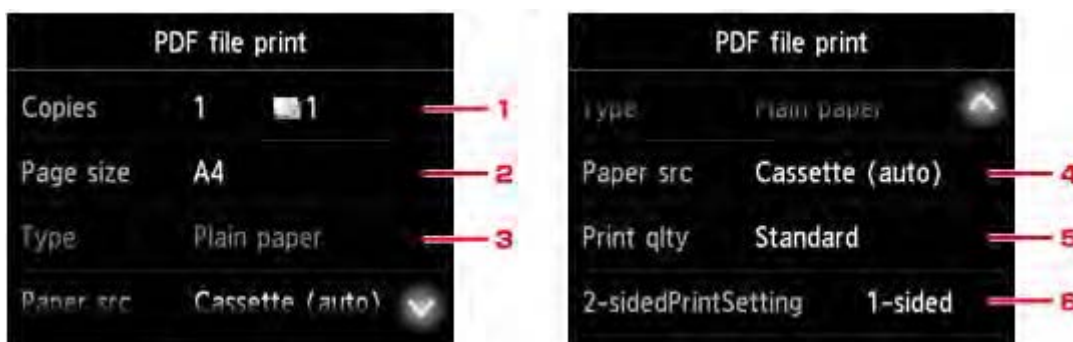 PDF file print
Copies 1 1 1
Page size A4 2
Type Plain paper 3
Paper src Cassette (auto)
PDF file print
Type Plain paper
Paper src Cassette (auto) 4
Print qlty Standard 5
2-sidedPrintSetting 1-sided 6